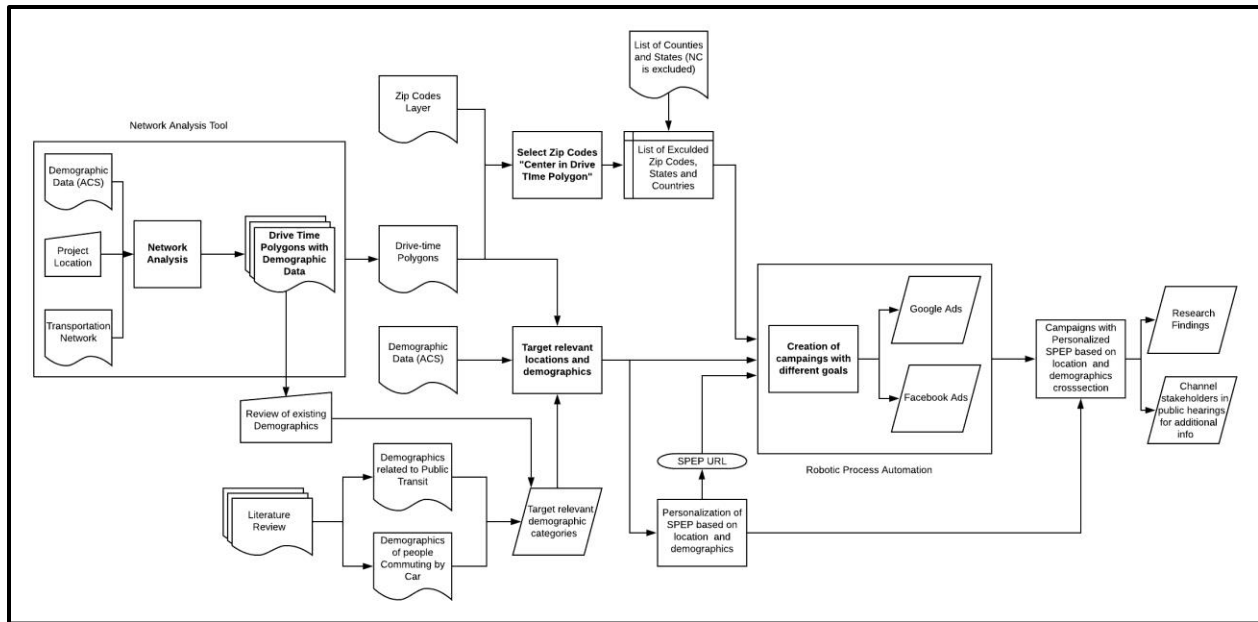 Network Analysis Tool
Demographic
Data (ACS)
Project
Location
Transportation
Network
Network
Analysis
Drive Time
Polygons with
Demographic
Data
Review of existing
Demographics
Literature
Review
Zip Codes
Layer
Drive-time
Polygons
Demographic
Data (ACS)
Demographics
related to Public
Transit
Demographics
of people
Commuting by
Car
Select Zip Codes
"Center in Drive
TIme Polygon"
Target relevant
locations and
demographics
Target relevant
demographic
categories
List of Counties
and States (NC
is excluded)
List of Exculded
Zip Codes,
States and
Countries
SPEP URL
Personalization of
SPEP based on
location and
demographics
Creation of
campaings with
different goals
Google Ads
Facebook Ads
Robotic Process Automation
Campaigns with
Personalized
SPEP based on
location and
demographics
crosssection
Research
Findings
Channel
stakeholders in
public hearings
for additional
info